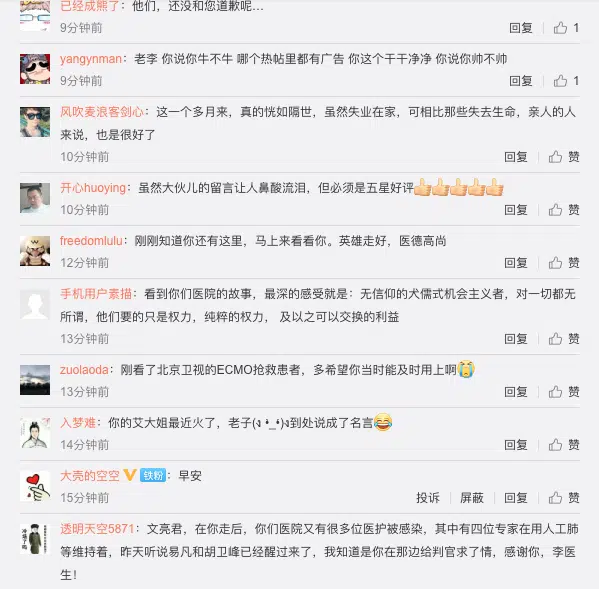 已经成熊了：他们，还没和您道歉呢...
9分钟前
回复 1
yangynman：老李 你说你牛不牛 哪个热帖里都有广告 你这个干干净净 你说你帅不帅
9分钟前
回复 1
风吹麦浪客剑心：这一个多月来，真的恍如隔世，虽然失业在家，可相比那些失去生命，亲人的人
来说，也是很好了
10分钟前
回复 赞
开心huoying：虽然大伙儿的留言让人鼻酸流泪，但必须是五星好评👍👍👍👍👍
10分钟前
回复 赞
freedomlulu：刚刚知道你还有这里，马上来看看你。英雄走好，医德高尚
12分钟前
回复 赞
手机用户素描：看到你们医院的故事，最深的感受就是：无信仰的犬儒式机会主义者，对一切都无
所谓，他们要的只是权力，纯粹的权力， 及以之可以交换的利益
13分钟前
回复 赞
zuolaoda：刚看了北京卫视的ECMO抢救患者，多希望你当时能及时用上啊😭
13分钟前
回复 赞
入梦难：你的艾大姐最近火了，老子(ง •̀_•́)ง到处说成了名言😂
14分钟前
回复 赞
大亮的空空 铁粉：早安
15分钟前
投诉 屏蔽 回复 赞
透明天空5871：文亮君，在你走后，你们医院又有很多位医护被感染，其中有四位专家在用人工肺
等维持着，昨天听说易凡和胡卫峰已经醒过来了，我知道是你在那边给判官求了情，感谢你，李医
生！